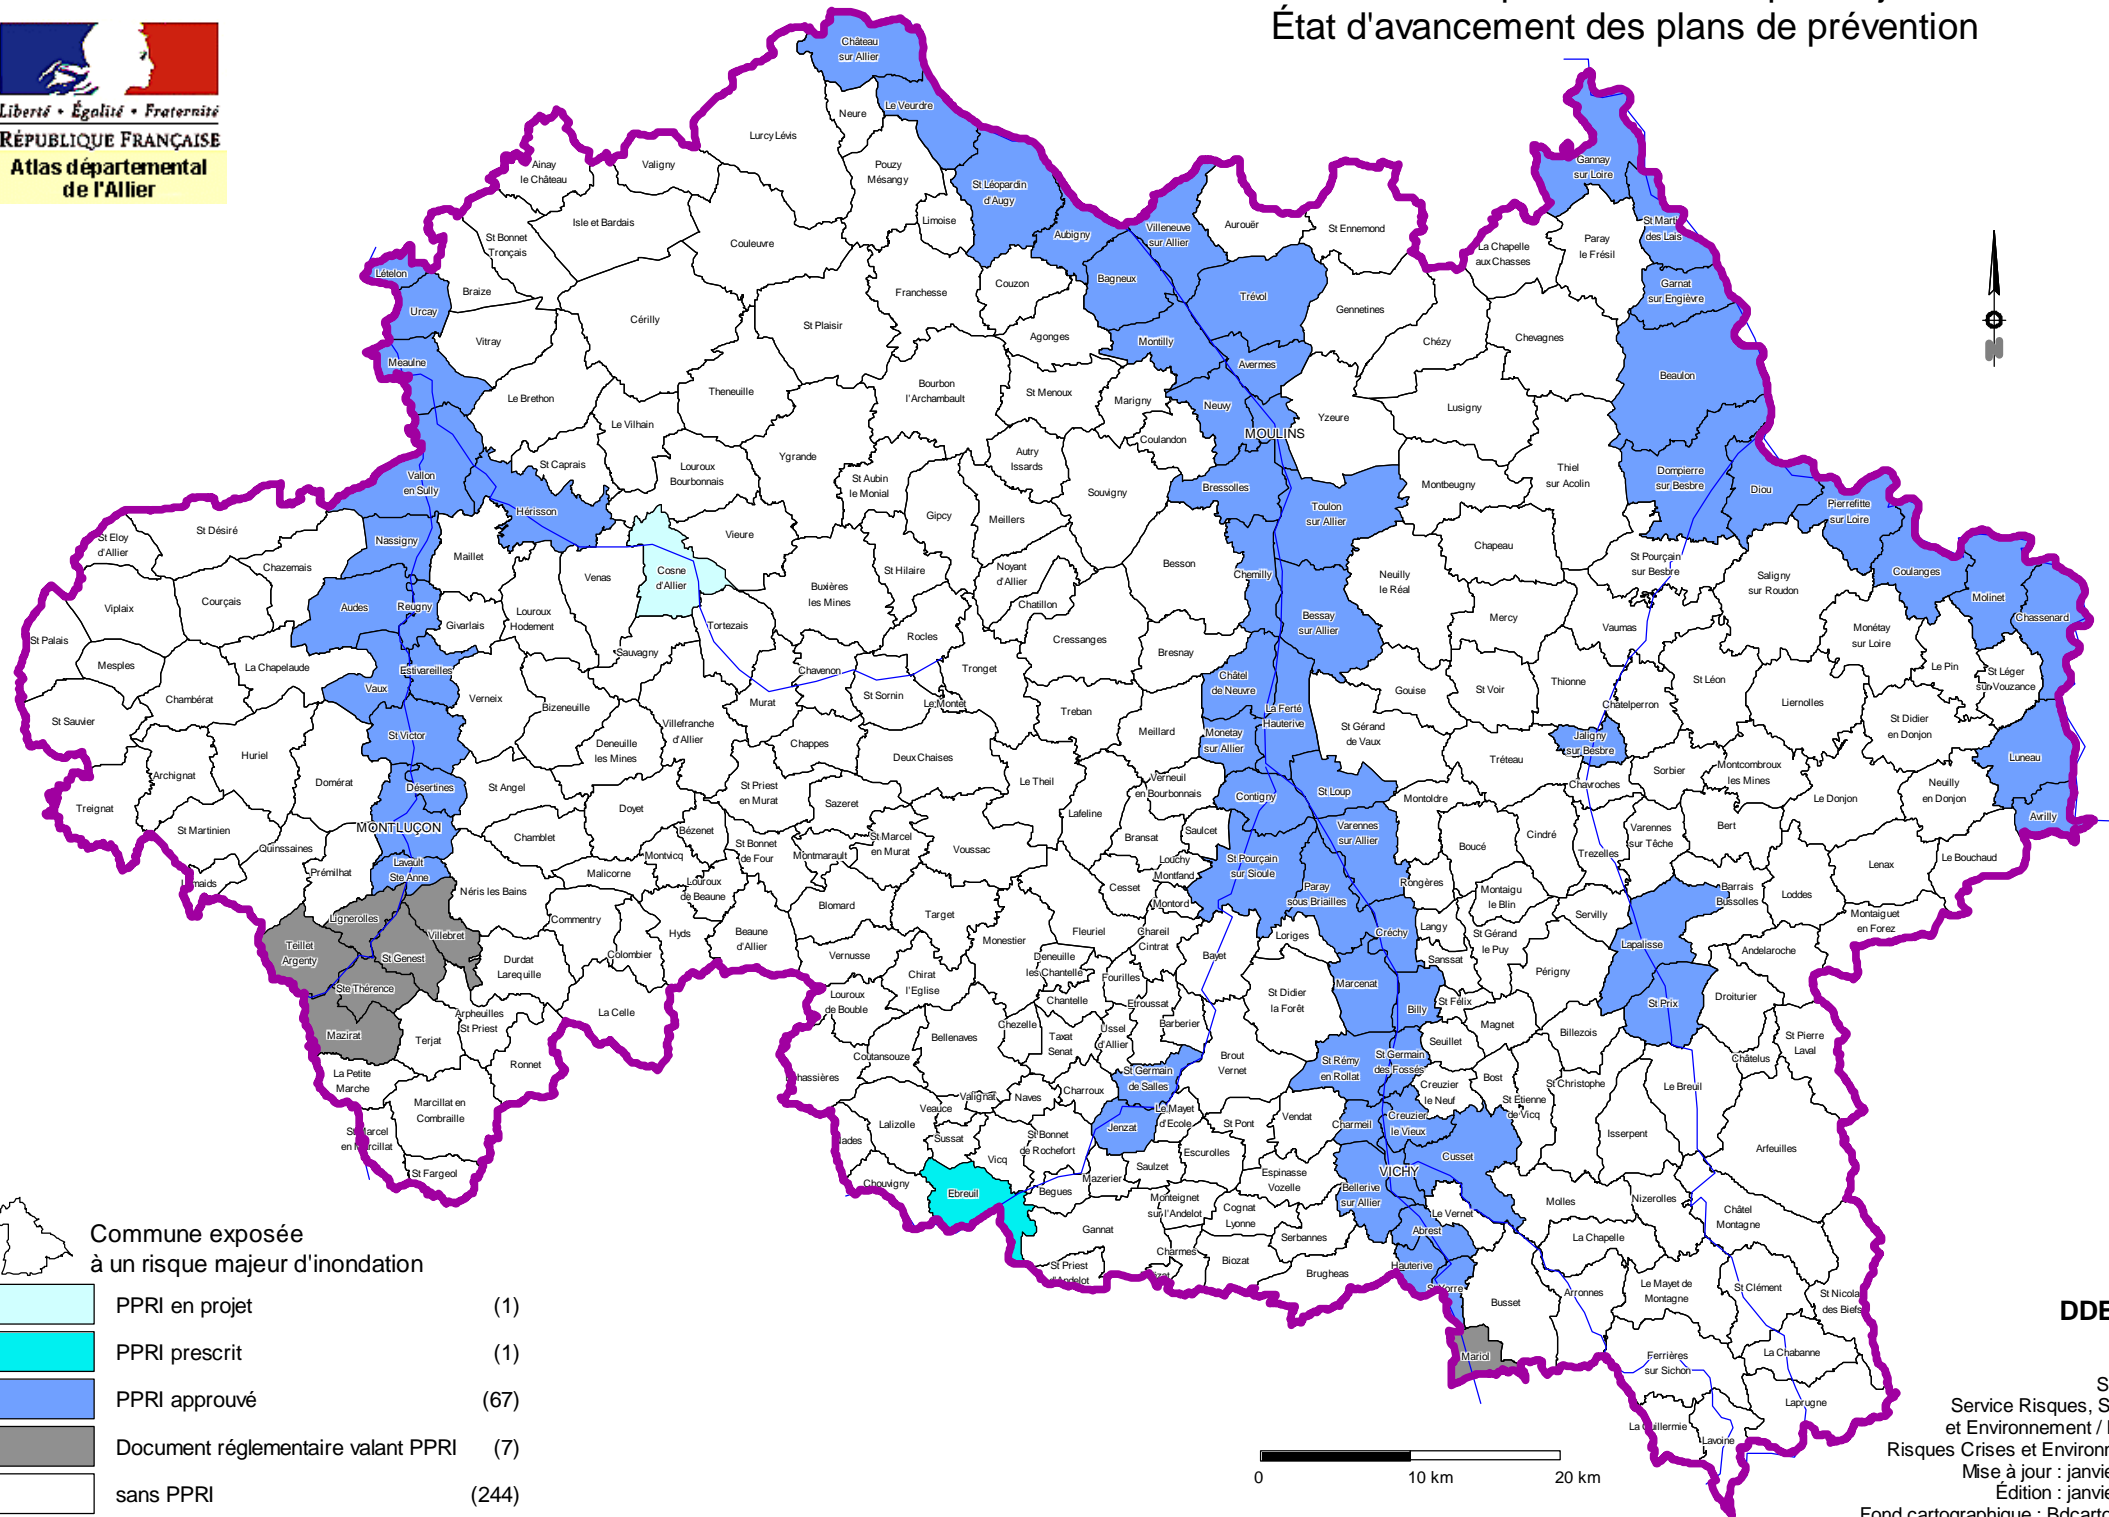 État d'avancement des plans de prévention
Liberté • Égalité • Fraternité
RÉPUBLIQUE FRANÇAISE
Atlas départemental
de l'Allier
Château
sur Allier
Le Veurdre
Neure
Lurcy Lévis
Pouzy
Mésangy
Ainay
le Château
Valigny
Isle et Bardais
St Bonnet
Tronçais
Couleuvre
Limoise
St Léopardin
d'Augy
Aubigny
Villeneuve
sur Allier
Aurouër
St Ennemond
La Chapelle
aux Chasses
Paray
le Frésil
Gannay
sur Loire
des Lais
Garnat
sur Engièvre
Lételon
Urcay
Braize
Vitray
Meaulne
Cérilly
St Plaisir
Franchesse
Couzon
Agonges
Bagneux
Trévol
Montilly
Avermes
Gennetines
Chézy
Chevagnes
Beaulon
Le Brethon
Theneuille
Bourbon
l'Archambault
St Menoux
Marigny
Neuvy
Coulandon
MOULINS
Yzeure
Lusigny
Le Vilhain
St Caprais
Louroux
Bourbonnais
Ygrande
St Aubin
le Monial
Autry
Issards
Souvigny
Bressolles
Toulon
sur Allier
Montbeugny
Thiel
sur Acolin
Dompierre
sur Besbre
Diou
Pierrefitte
sur Loire
Vallon
en Sully
Hérisson
Vieure
Gipcy
Meillers
St Désiré
St Eloy
d'Allier
Chazemais
Nassigny
Maillet
Venas
Cosne
d'Allier
Buxières
les Mines
St Hilaire
Noyant
d'Allier
Chatillon
Besson
Chemilly
Bessay
sur Allier
Neuilly
le Réal
Chapeau
St Pourçain
sur Besbre
Saligny
sur Roudon
Coulanges
Molinet
Chassenard
Viplaix
Courçais
Audes
Reugny
Givarlais
Louroux
Hodement
Sauvagny
Tortezais
Rocles
Cressanges
Bresnay
Mercy
Vaumas
Monétay
sur Loire
Le Pin
St Léger
sur Vouzance
St Palais
Mesples
La Chapelaude
Chambérat
Estivareilles
Vaux
Verneix
Bizeneuille
Murat
Chavenon
St Sornin
Le Montet
Tronget
Treban
Châtel
de Neuvre
La Ferté
Hauterive
Gouise
St Voir
Thionne
Châtelperron
St Léon
Liernolles
St Didier
en Donjon
St Sauvier
Huriel
Archignat
Treignat
St Victor
Villefranche
d'Allier
Deneuille
les Mines
Chappes
Deux Chaises
Meillard
Monetay
sur Allier
St Gérand
de Vaux
Tréteau
Jaligny
sur Besbre
Luneau
Domérat
Désertines
St Angel
Doyet
St Priest
en Murat
Sazeret
Le Theil
Lafeline
Verneuil
en Bourbonnais
Contigny
St Loup
Montoldre
Chavroches
Sorbier
Montcombroux
les Mines
Le Donjon
Neuilly
en Donjon
Avrilly
St Martinien
Quinssaines
Prémilhat
MONTLUÇON
Lavault
Ste Anne
Chamblet
Malicorne
Montvicq
Bézenet
St Bonnet
de Four
Montmarault
St Marcel
en Murat
Voussac
Bransat
Saulcet
Louchy
Montfand
Cesset
Montord
St Pourçain
sur Sioule
Paray
sous Briailles
Varennes
sur Allier
Rongères
Boucé
Cindré
Trezelles
Varennes
sur Tèche
Bert
Lenax
Le Bouchaud
Néris les Bains
Louroux
de Beaune
Blomard
Target
Montaigu
le Blin
Servilly
Barrais
Bussolles
Loddes
Montaiguet
en Forez
Lignerolles
Teillet
Argenty
Villebret
St Genest
Ste Thérence
Mazirat
Commentry
Hyds
Beaune
d'Allier
Colombier
Durdat
Larequille
Vernusse
Monestier
Fleuriel
Chareil
Cintrat
Deneuille
les Chantelle
Bayet
Loriges
Créchy
Langy
Sanssat
St Gérand
le Puy
Périgny
Lapalisse
Andelaroche
Droiturier
St Prix
La Celle
Arpheuilles
St Priest
Terjat
Ronnet
Louroux
de Bouble
Chirat
l'Eglise
Bellenaves
Chezelle
Chantelle
Fourilles
Etroussat
Taxat
Senat
Ussel
d'Allier
Barberier
St Didier
la Forêt
Marcenat
Billy
St Félix
Magnet
Seuillet
Billezois
St Pierre
Laval
Châtelus
La Petite
Marche
Marcillat en
Combraille
St Fargeol
Coutansouze
Lalizolle
Veauce
Valignat
Naves
Charroux
St Germain
de Salles
Brout
Vernet
St Rémy
en Rollat
St Germain
des Fossés
Creuzier
le Neuf
Bost
St Etienne
de Vicq
St Christophe
Le Breuil
Isserpent
Arfeuilles
Sussat
Vicq
St Bonnet
de Rochefort
Jenzat
Le Mayet
d'Ecole
St Pont
Vendat
Charmeil
Creuzier
le Vieux
Cusset
Chouvigny
Ebreuil
Begues
Mazerier
Saulzet
Escurolles
Espinasse
Vozelle
VICHY
Bellerive
sur Allier
Le Vernet
Abrest
Molles
Nizerolles
Châtel
Montagne
Gannat
Monteignet
sur l'Andelot
Cognat
Lyonne
Serbannes
Charmes
Biozat
Brugheas
Hauterive
Busset
La Chapelle
Arronnes
Le Mayet de
Montagne
St Clément
des Biefs
La Chabanne
Mariol
Ferrières
sur Sichon
Laprugne
Lavoine
Commune exposée
à un risque majeur d'inondation
PPRI en projet (1)
PPRI prescrit (1)
PPRI approuvé (67)
Document réglementaire valant PPRI (7)
sans PPRI (244)
0 10 km 20 km
Service Risques,
et Environnement /
Risques Crises et
Mise à jour :
Édition :
Fond cartographique :